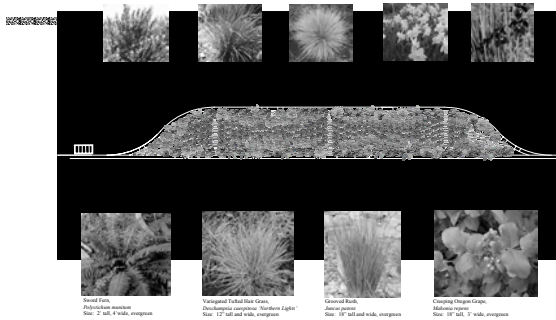 Sword Fern,
Polystichum munitum
Size: 2' tall, 4'wide, evergreen
Variegated Tufted Hair Grass,
Deschampsia caespitosa 'Northern Lights'
Size: 12" tall and wide, evergreen
Grooved Rush,
Juncus patens
Size: 18" tall and wide, evergreen
Creeping Oregon Grape,
Mahonia repens
Size: 18" tall, 3' wide, evergreen